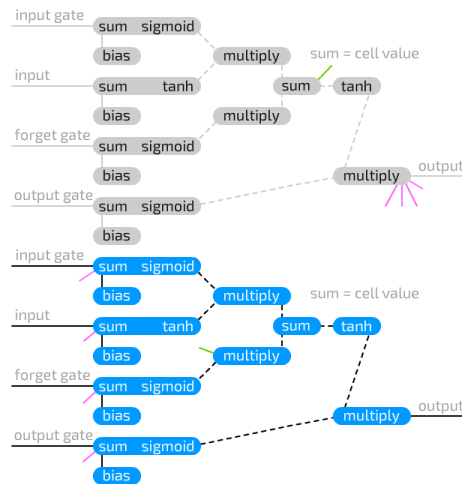 input gate
sum sigmoid
bias
multiply
sum = cell value
input
sum tanh
sum
tanh
bias
multiply
forget gate
sum sigmoid
bias
multiply
output
output gate
sum sigmoid
bias
input gate
sum sigmoid
bias
multiply
sum = cell value
input
sum tanh
sum
tanh
bias
multiply
forget gate
sum sigmoid
bias
multiply
output
output gate
sum sigmoid
bias